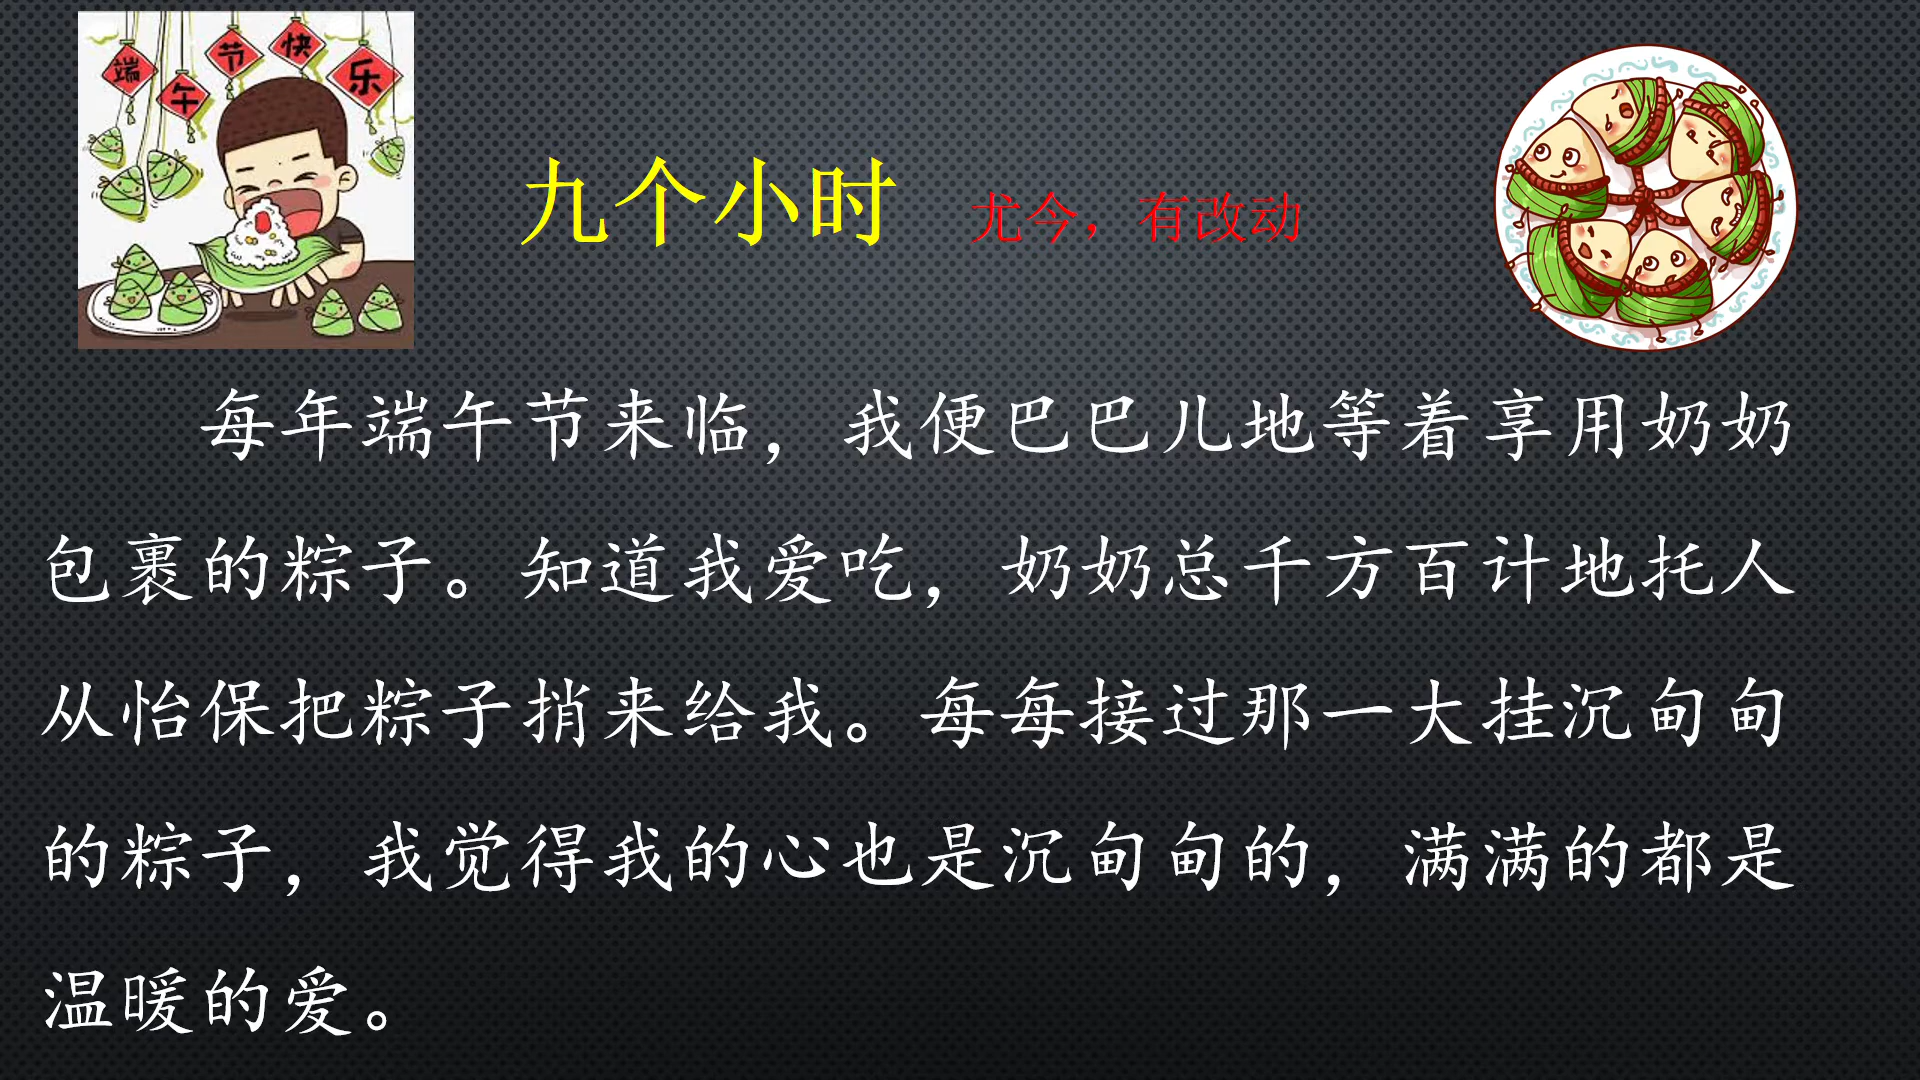 端午节快乐
九个小时 尤今，有改动
每年端午节来临，我便巴巴儿地等着享用奶奶
包裹的粽子。知道我爱吃，奶奶总千方百计地托人
从怡保把粽子捎来给我。每每接过那一大挂沉甸甸
的粽子，我觉得我的心也是沉甸甸的，满满的都是
温暖的爱。